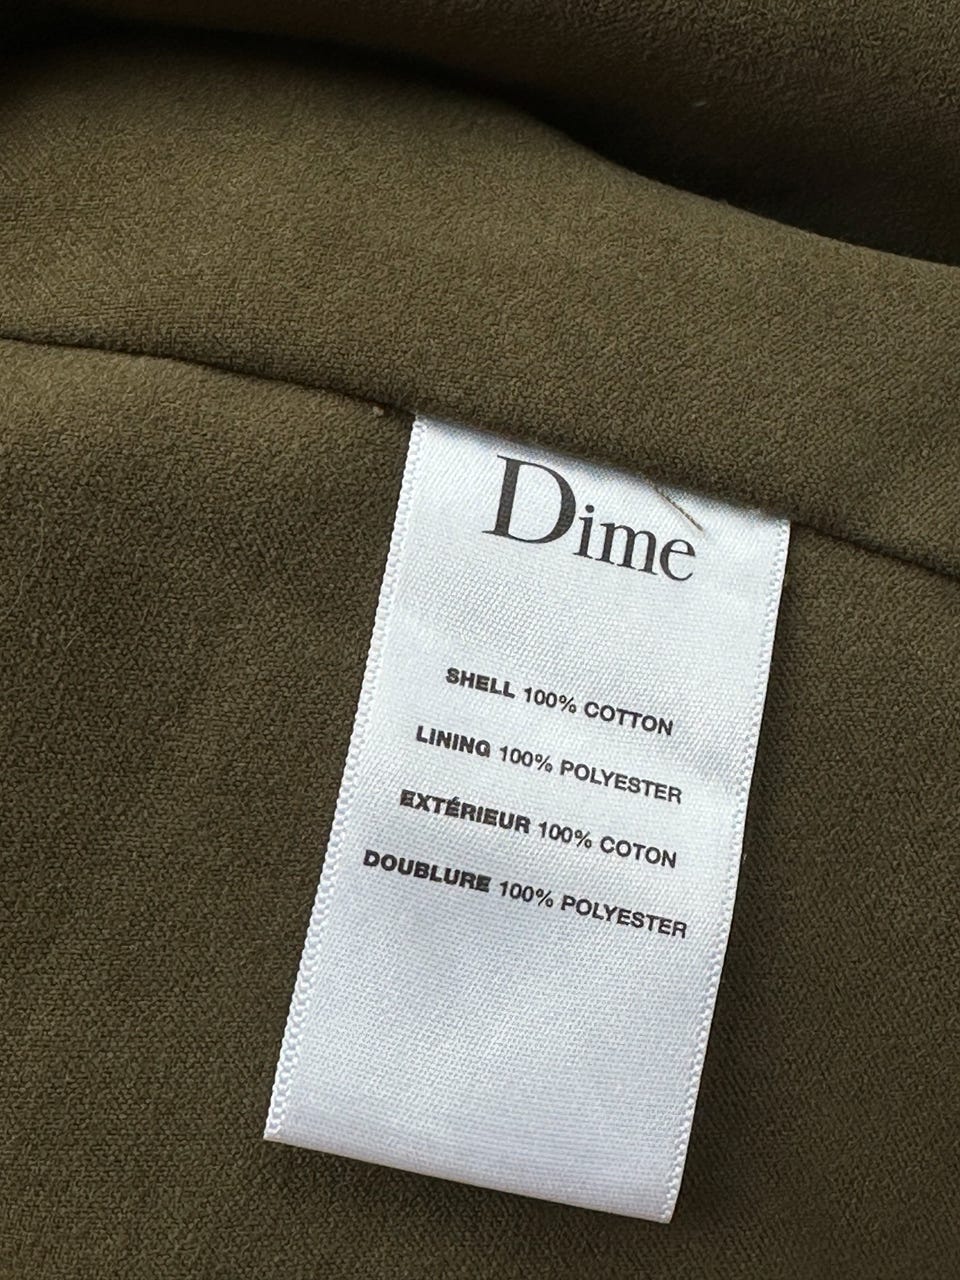 Dime
SHELL 100% COTTON
LINING 100% POLYESTER
EXTÉRIEUR 100% COTON
DOUBLURE 100% POLYESTER